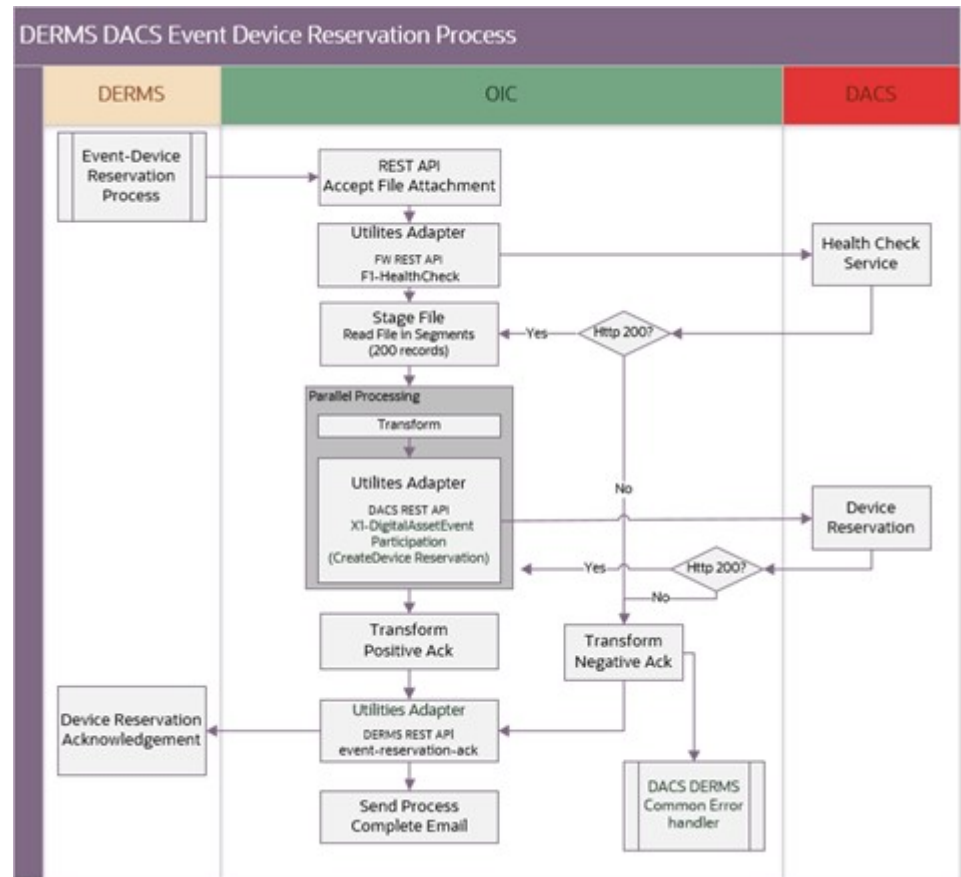 DERMS DACS Event Device Reservation Process
DERMS
OIC
DACS
Event-Device
Reservation
Process
REST API
Accept File Attachment
Utilites Adapter
FW REST API
F1-HealthCheck
Health Check
Service
Stage File
Read File in Segments
(200 records)
Yes
Http 200?
Parallel Processing
Transform
Utilites Adapter
DACS REST API
X1-DigitalAssetEvent
Participation
(CreateDevice Reservation)
No
Device
Reservation
Yes
Http 200?
No
Transform
Positive Ack
Transform
Negative Ack
Device Reservation
Acknowledgement
Utilities Adapter
DERMS REST API
event-reservation-ack
Send Process
Complete Email
DACS DERMS
Common Error
handler